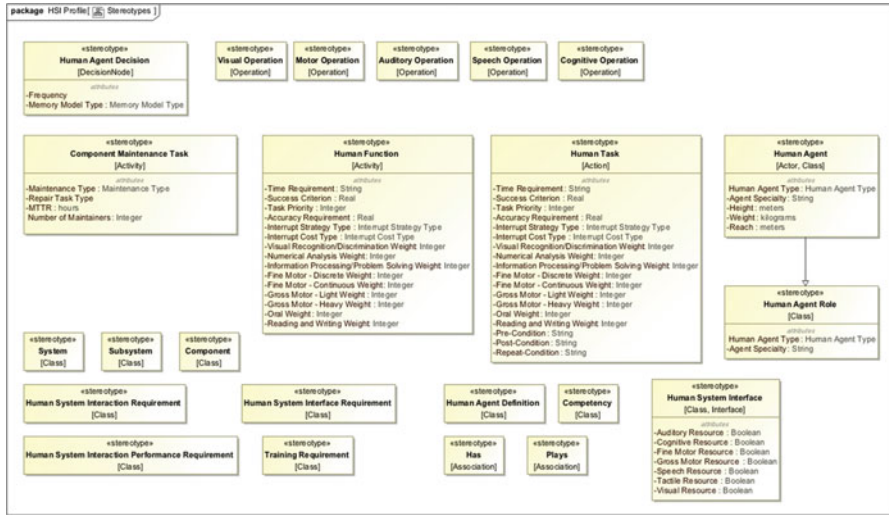 package HSI Profile[ Stereotypes ]
«stereotype»
Human Agent Decision
[DecisionNode]
attributes
-Frequency
-Memory Model Type : Memory Model Type
«stereotype»
Visual Operation
[Operation]
«stereotype»
Motor Operation
[Operation]
«stereotype»
Auditory Operation
[Operation]
«stereotype»
Speech Operation
[Operation]
«stereotype»
Cognitive Operation
[Operation]
«stereotype»
Component Maintenance Task
[Activity]
attributes
-Maintenance Type : Maintenance Type
-Repair Task Type
-MTTR : hours
Number of Maintainers : Integer
«stereotype»
Human Function
[Activity]
attributes
-Time Requirement : String
-Success Criterion : Real
-Task Priority : Integer
-Accuracy Requirement : Real
-Interrupt Strategy Type : Interrupt Strategy Type
-Interrupt Cost Type : Interrupt Cost Type
-Visual Recognition/Discrimination Weight : Integer
-Numerical Analysis Weight : Integer
-Information Processing/Problem Solving Weight : Integer
-Fine Motor - Discrete Weight : Integer
-Fine Motor - Continuous Weight : Integer
-Gross Motor - Light Weight : Integer
-Gross Motor - Heavy Weight : Integer
-Oral Weight : Integer
-Reading and Writing Weight : Integer
«stereotype»
Human Task
[Action]
attributes
-Time Requirement : String
-Success Criterion : Real
-Task Priority : Integer
-Accuracy Requirement : Real
-Interrupt Strategy Type : Interrupt Strategy Type
-Interrupt Cost Type : Interrupt Cost Type
-Visual Recognition/Discrimination Weight : Integer
-Numerical Analysis Weight : Integer
-Information Processing/Problem Solving Weight : Integer
-Fine Motor - Discrete Weight : Integer
-Fine Motor - Continuous Weight : Integer
-Gross Motor - Light Weight : Integer
-Gross Motor - Heavy Weight : Integer
-Oral Weight : Integer
-Reading and Writing Weight : Integer
-Pre-Condition : String
-Post-Condition : String
-Repeat-Condition : String
«stereotype»
Human Agent
[Actor, Class]
attributes
Human Agent Type : Human Agent Type
-Agent Specialty : String
-Height : meters
-Weight : kilograms
-Reach : meters
«stereotype»
Human Agent Role
[Class]
attributes
Human Agent Type : Human Agent Type
-Agent Specialty : String
«stereotype»
System
[Class]
«stereotype»
Subsystem
[Class]
«stereotype»
Component
[Class]
«stereotype»
Human System Interaction Requirement
[Class]
«stereotype»
Human System Interface Requirement
[Class]
«stereotype»
Human Agent Definition
[Class]
«stereotype»
Competency
[Class]
«stereotype»
Human System Interface
[Class, Interface]
attributes
-Auditory Resource : Boolean
-Cognitive Resource : Boolean
-Fine Motor Resource : Boolean
-Gross Motor Resource : Boolean
-Speech Resource : Boolean
-Tactile Resource : Boolean
-Visual Resource : Boolean
«stereotype»
Human System Interaction Performance Requirement
[Class]
«stereotype»
Training Requirement
[Class]
«stereotype»
Has
[Association]
«stereotype»
Plays
[Association]